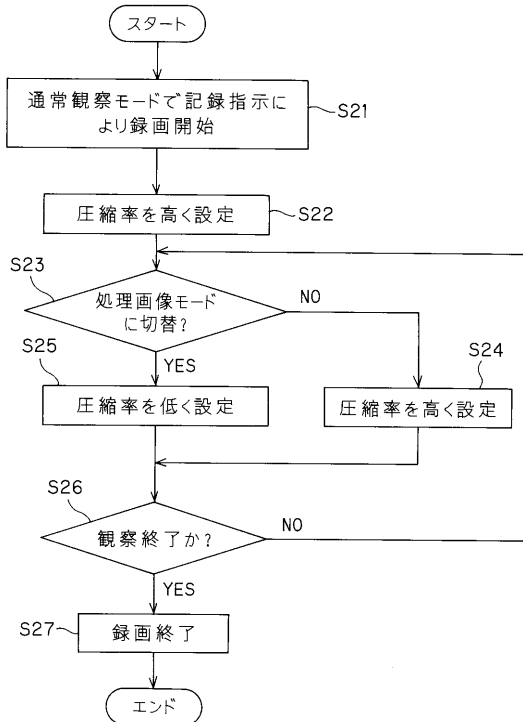 スタート
通常観察モードで記録指示に
より録画開始
S21
圧縮率を高く設定
S22
S23
処理画像モード
に切替?
NO
YES
S25
圧縮率を低く設定
S24
圧縮率を高く設定
S26
観察終了か?
NO
YES
S27
録画終了
エンド